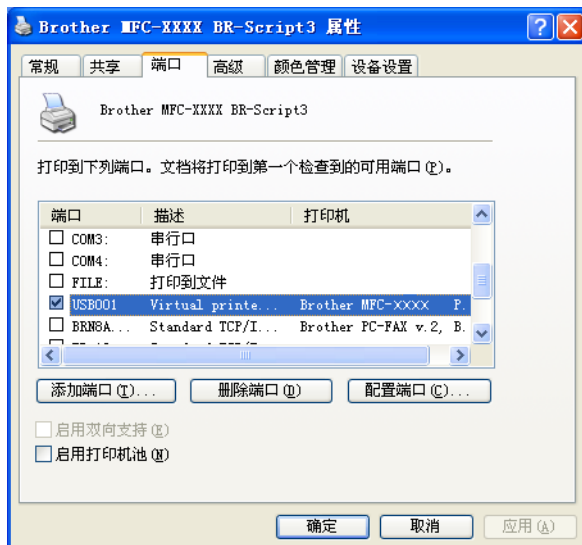 Brother MFC-XXXX BR-Script3 属性
常规 共享 端口 高级 颜色管理 设备设置
Brother MFC-XXXX BR-Script3
打印到下列端口。文档将打印到第一个检查到的可用端口(P)。
端口 描述 打印机
COM3: 串行口
COM4: 串行口
FILE: 打印到文件
USB001 Virtual printe... Brother MFC-XXXX P.
BRN8A... Standard TCP/I... Brother PC-FAX v.2, B.
添加端口(T)... 删除端口(D) 配置端口(C)...
启用双向支持(E)
启用打印机池(N)
确定 取消 应用(A)